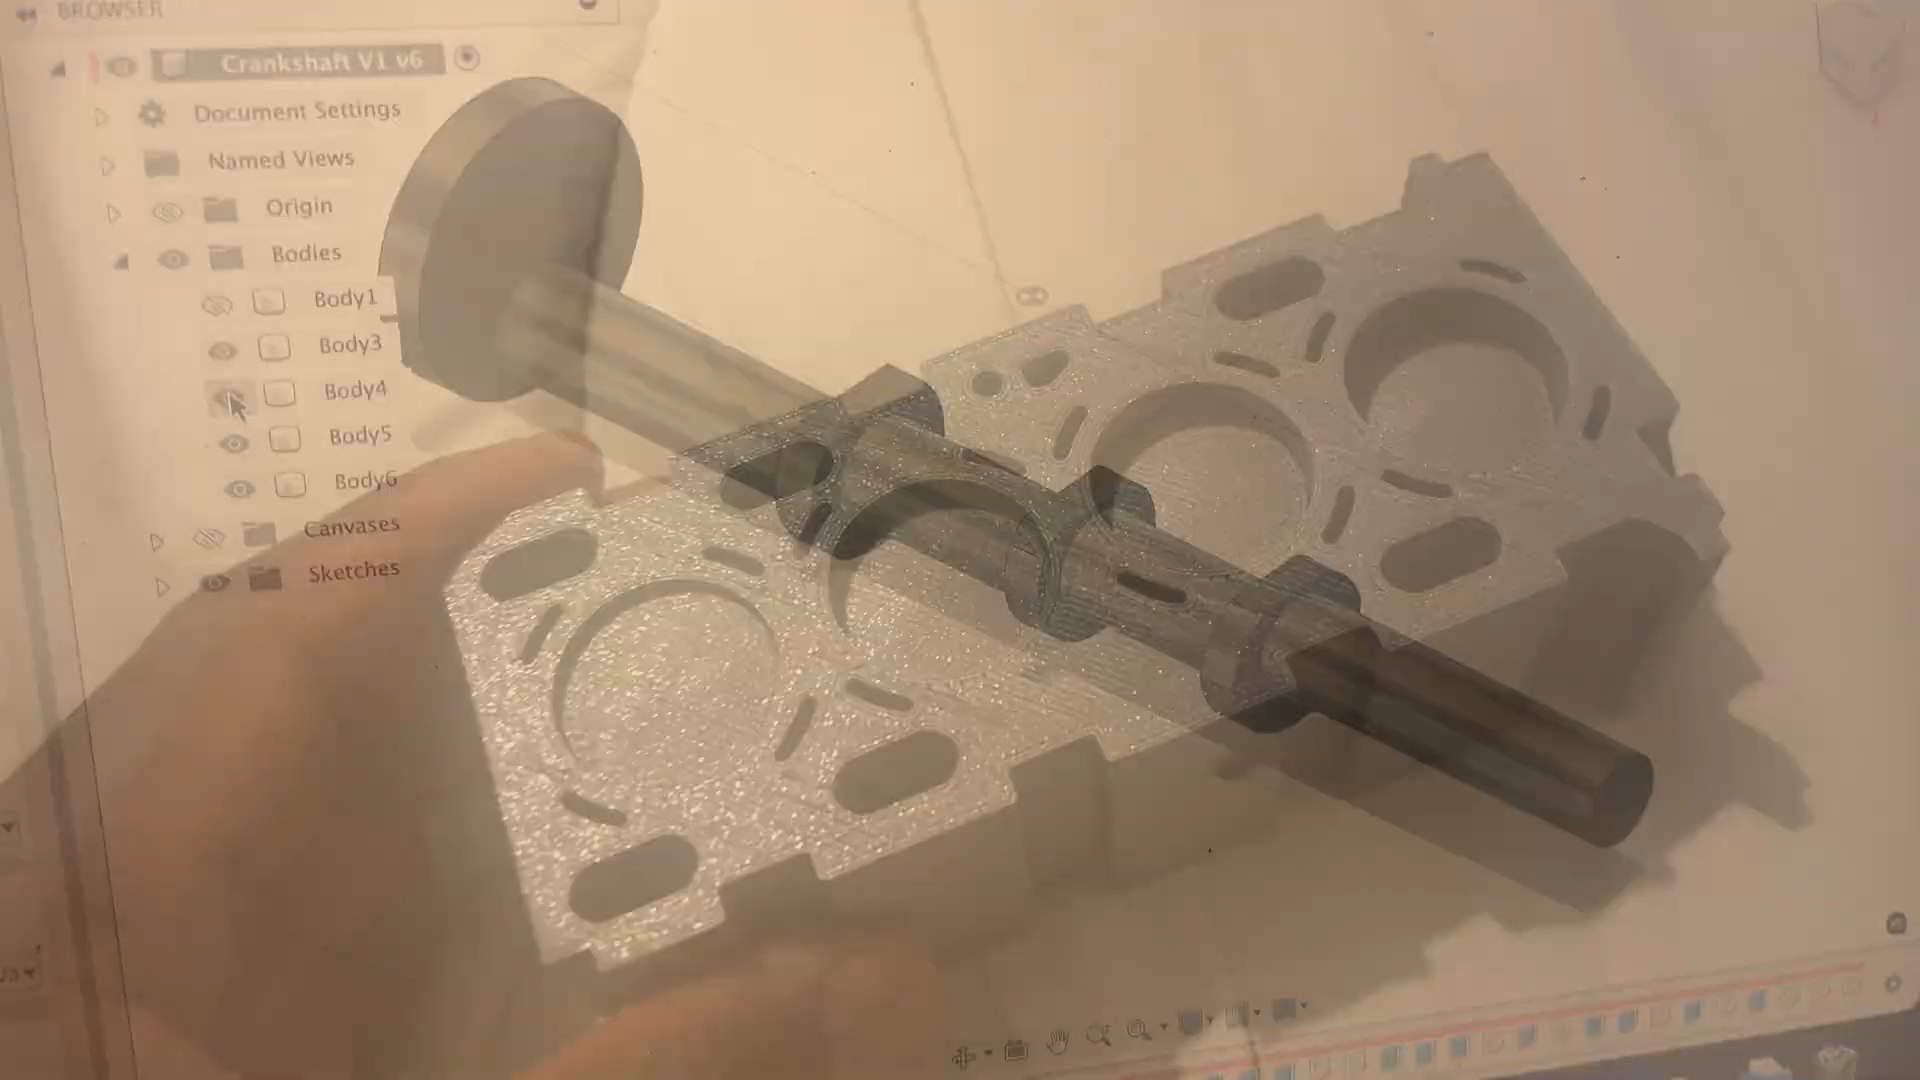 BROWSER
Crankshaft V1 v6
Document Settings
Named Views
Origin
Bodies
Body1
Body3
Body4
Body5
Body6
Canvases
Sketches